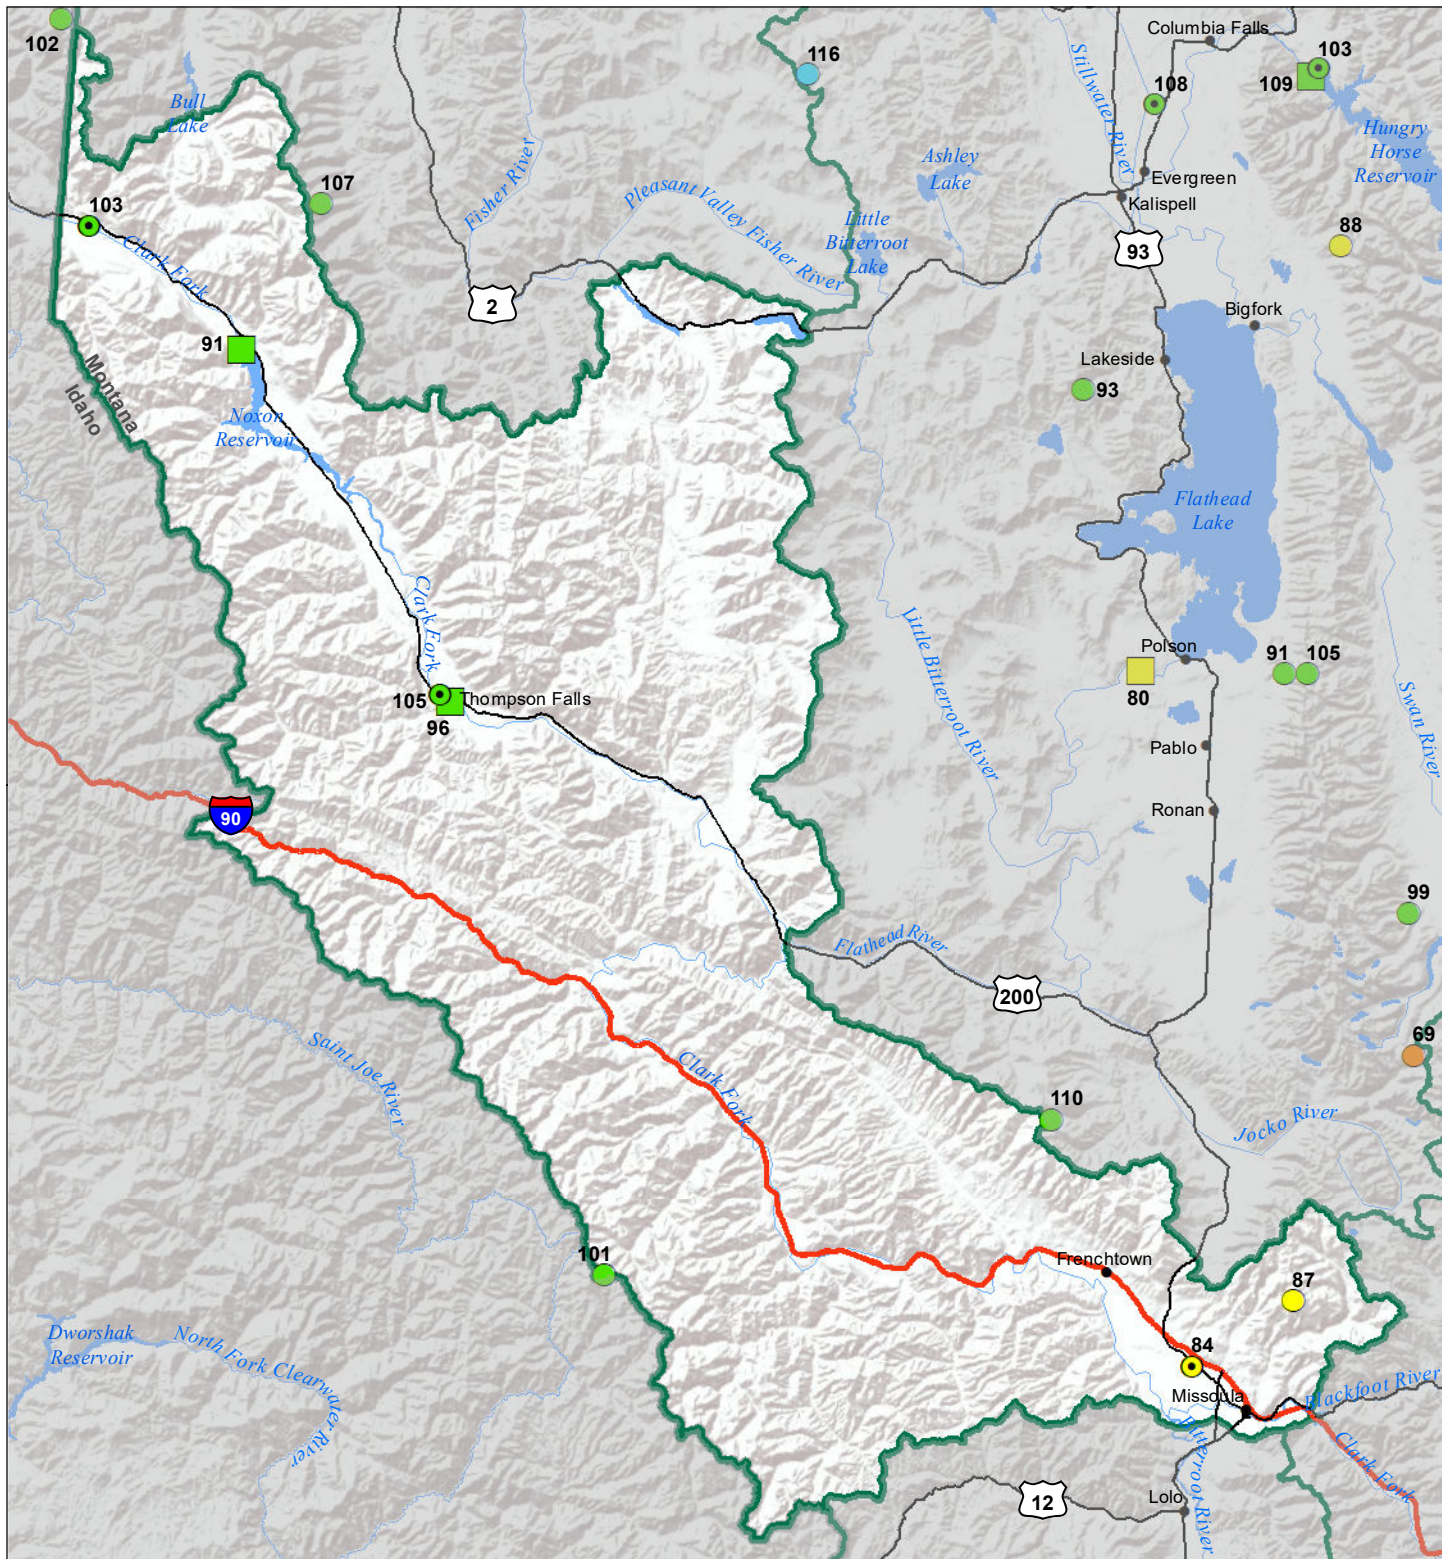 Columbia Falls
102
116
103
109
108
Stillwater River
Bull
Lake
Hungry
Horse
Reservoir
Ashley
Lake
Fisher River
Evergreen
Kalispell
107
Pleasant Valley Fisher River
103
Little
Bitterroot
Lake
88
93
Clark Fork
2
Bigfork
91
Lakeside
Montana
Idaho
93
Noxon
Reservoir
Flathead
Lake
Clark Fork
Little Bitterroot River
Polson
91
105
80
105
Thompson Falls
96
Swan River
Pablo
90
Ronan
99
Flathead River
200
Saint Joe River
69
Clark Fork
110
Jocko River
101
Frenchtown
87
Dworshak
Reservoir
North Fork Clearwater
River
84
Missoula
Blackfoot River
Bitterroot River
Clark Fork
12
Lolo